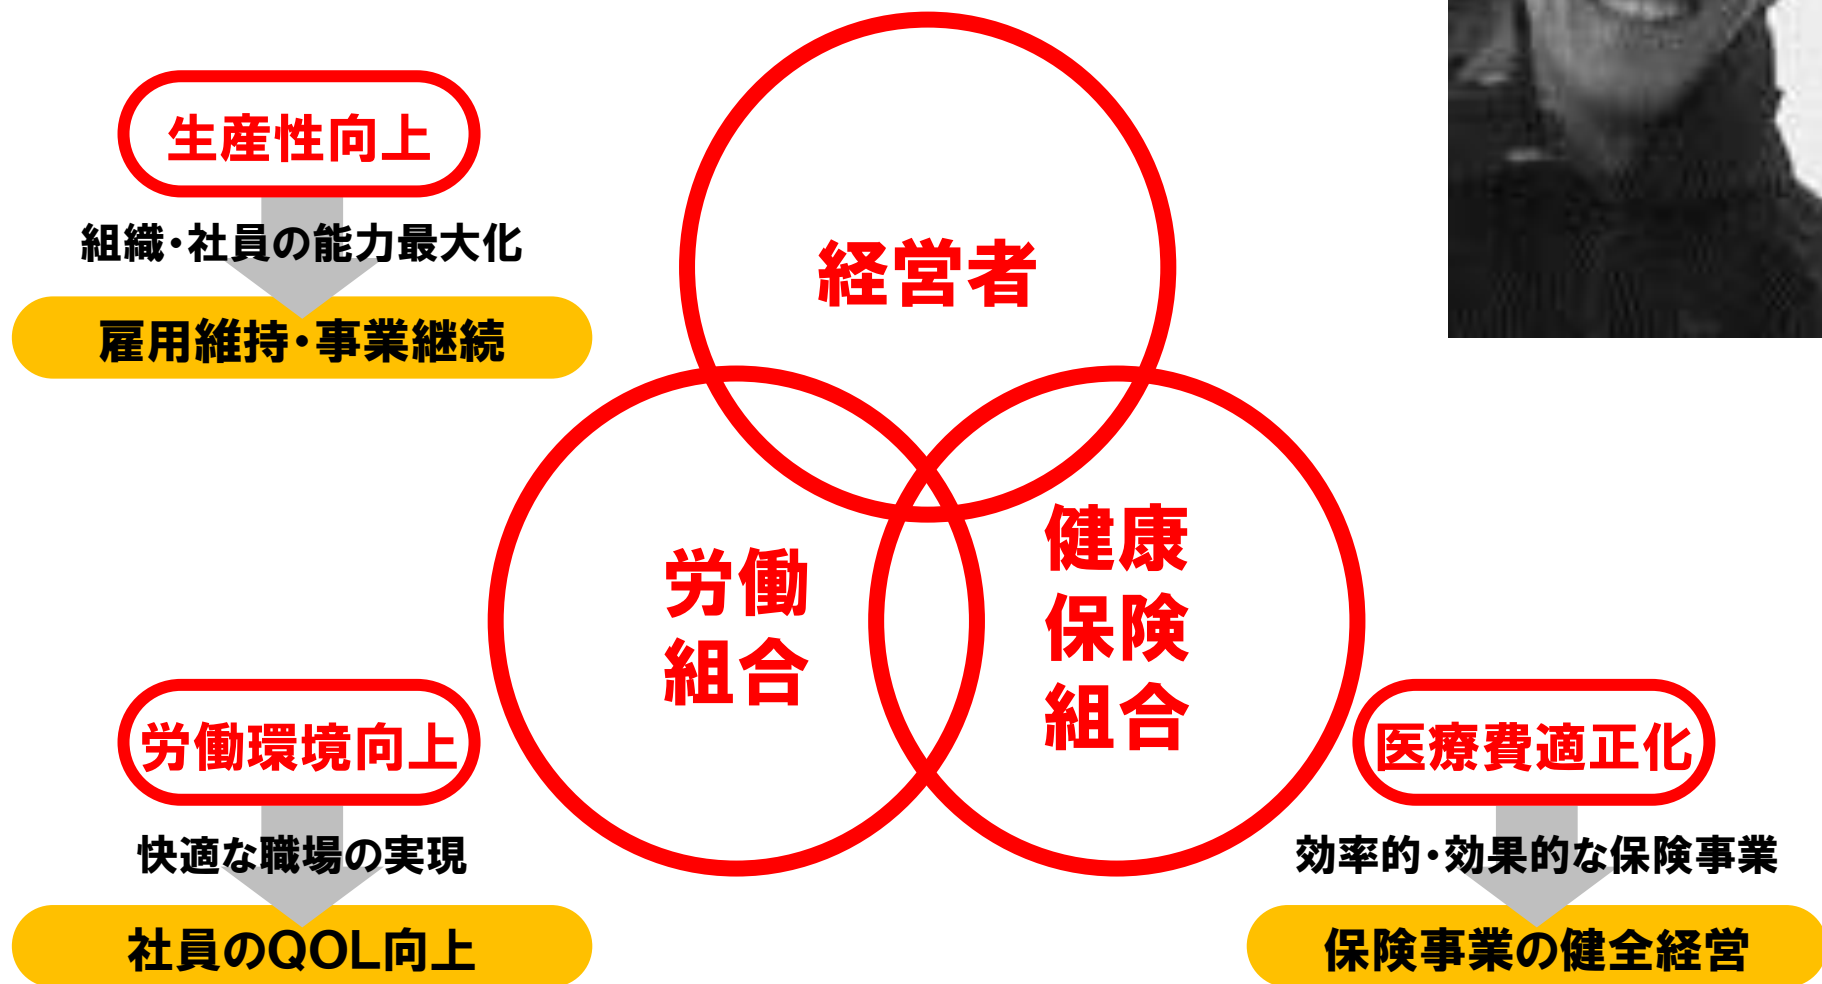 生産性向上
組織・社員の能力最大化
雇用維持・事業継続
経営者
労働
組合
健康
保険
組合
労働環境向上
快適な職場の実現
社員のQOL向上
医療費適正化
効率的・効果的な保険事業
保険事業の健全経営